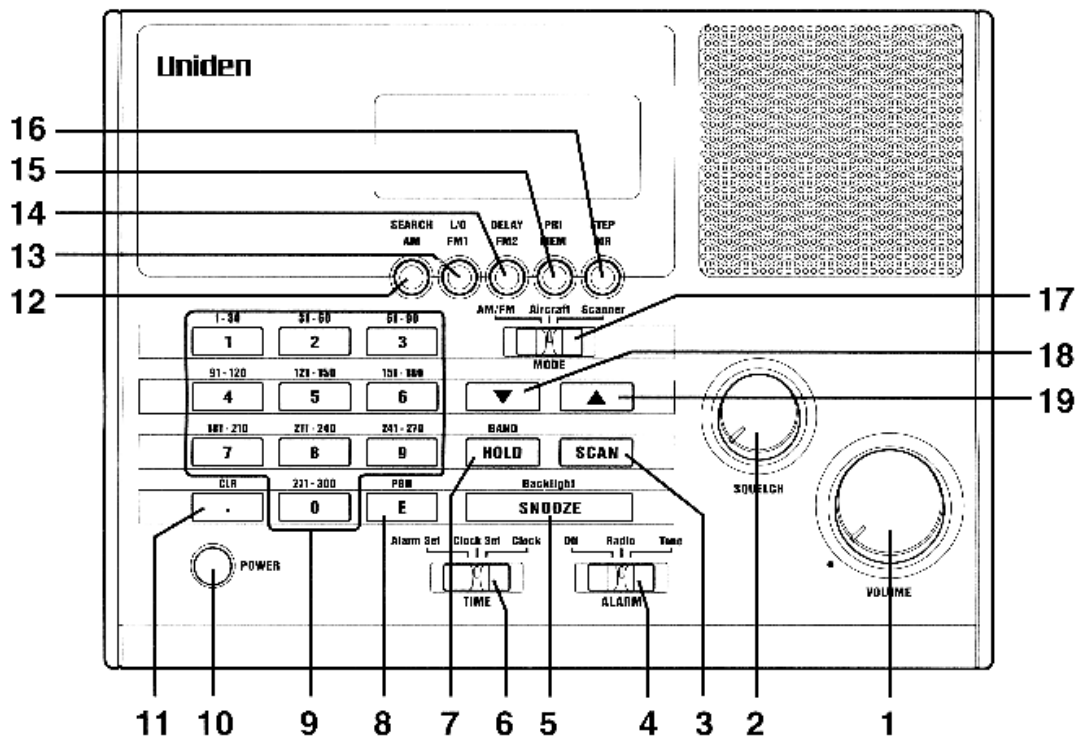 Uniden
16
15
14
13
12
SEARCH L/O DELAY PRI STEP
AM FM1 FM2 MEM WR
AM/FM Aircraft Scanner
MODE
17
18
19
1-30 31-60 61-90
1 2 3
91-120 121-150 151-180
4 5 6
▼ ▲
181-210 211-240 241-270 BAND
7 8 9 HOLD SCAN
CLR 271-300 PGM Backlight
. 0 E SNOOZE
SQUELCH
VOLUME
POWER
Alarm Set Clock Set Clock
TIME
Off Radio Tone
ALARM
11 10 9 8 7 6 5 4 3 2 1